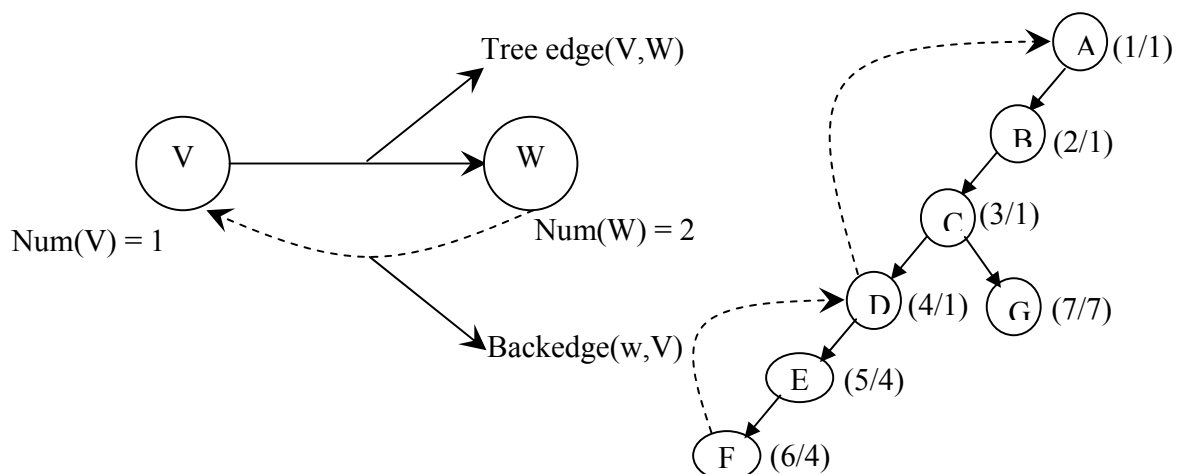 Tree edge(V,W)
V
W
Num(V) = 1
Num(W) = 2
Backedge(w,V)
A (1/1)
B (2/1)
C (3/1)
D (4/1)
G (7/7)
E (5/4)
F (6/4)